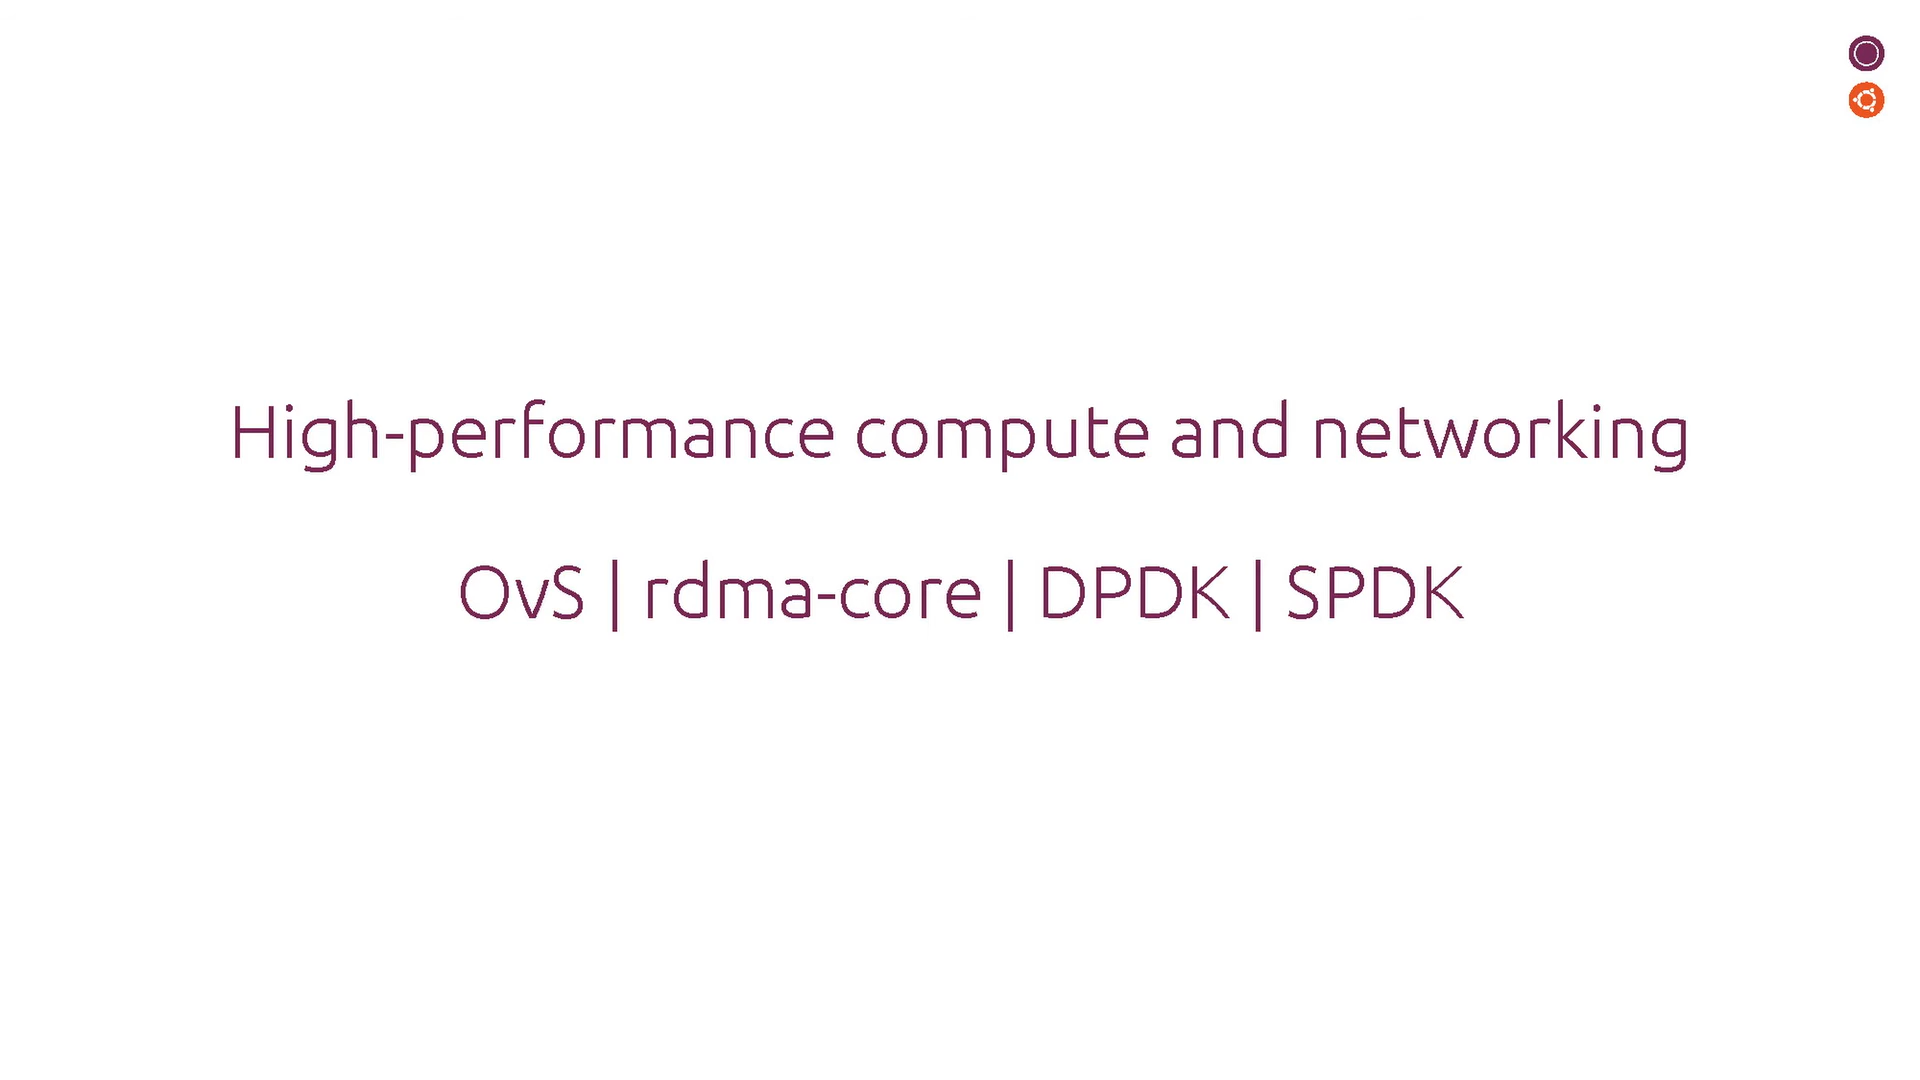 High-performance compute and networking
OvS | rdma-core | DPDK | SPDK